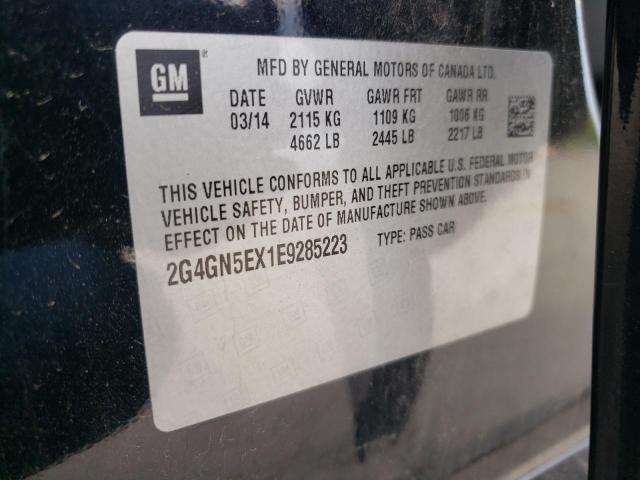 GM
MFD BY GENERAL MOTORS OF CANADA LTD.
DATE GVWR GAWR FRT GAWR RR
03/14 2115 KG 1109 KG 1006 KG
4662 LB 2445 LB 2217 LB
THIS VEHICLE CONFORMS TO ALL APPLICABLE U.S. FEDERAL MOTOR
VEHICLE SAFETY, BUMPER, AND THEFT PREVENTION STANDARDS IN
EFFECT ON THE DATE OF MANUFACTURE SHOWN ABOVE.
2G4GN5EX1E9285223 TYPE: PASS CAR